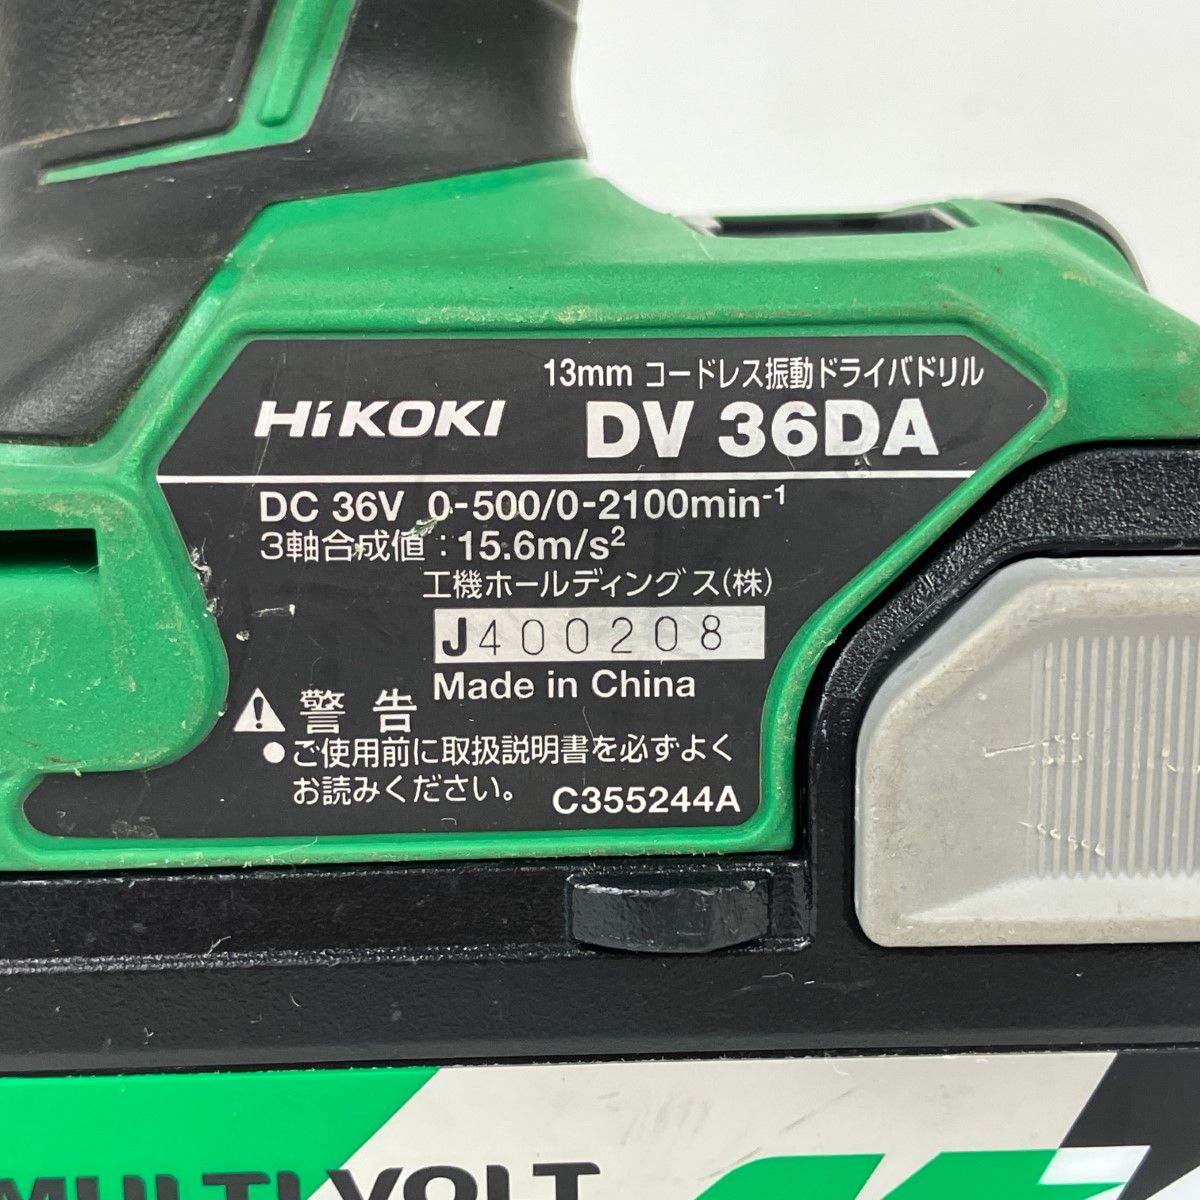 13mm コードレス振動ドライバドリル
HiKOKI DV 36DA
DC 36V 0-500/0-2100min⁻¹
3軸合成値：15.6m/s²
工機ホールディングス(株)
J400208
Made in China
警告
●ご使用前に取扱説明書を必ずよく
お読みください。
C355244A
MULTI VOLT